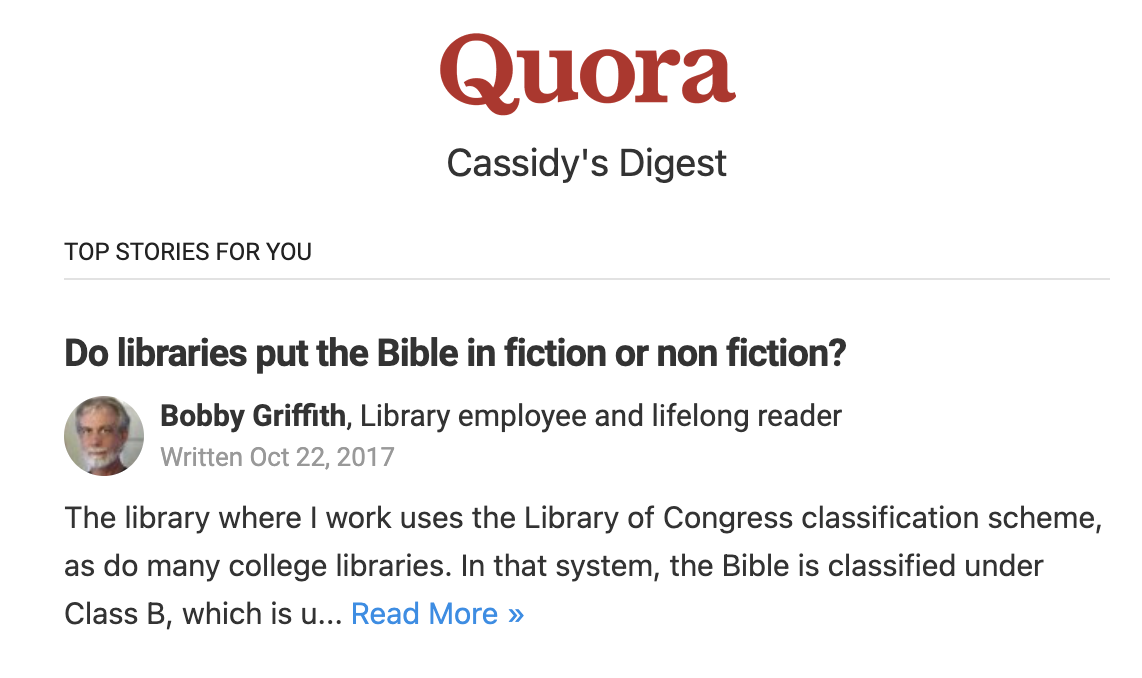 Quora
Cassidy's Digest
TOP STORIES FOR YOU
Do libraries put the Bible in fiction or non fiction?
Bobby Griffith, Library employee and lifelong reader
Written Oct 22, 2017
The library where I work uses the Library of Congress classification scheme,
as do many college libraries. In that system, the Bible is classified under
Class B, which is u... Read More »